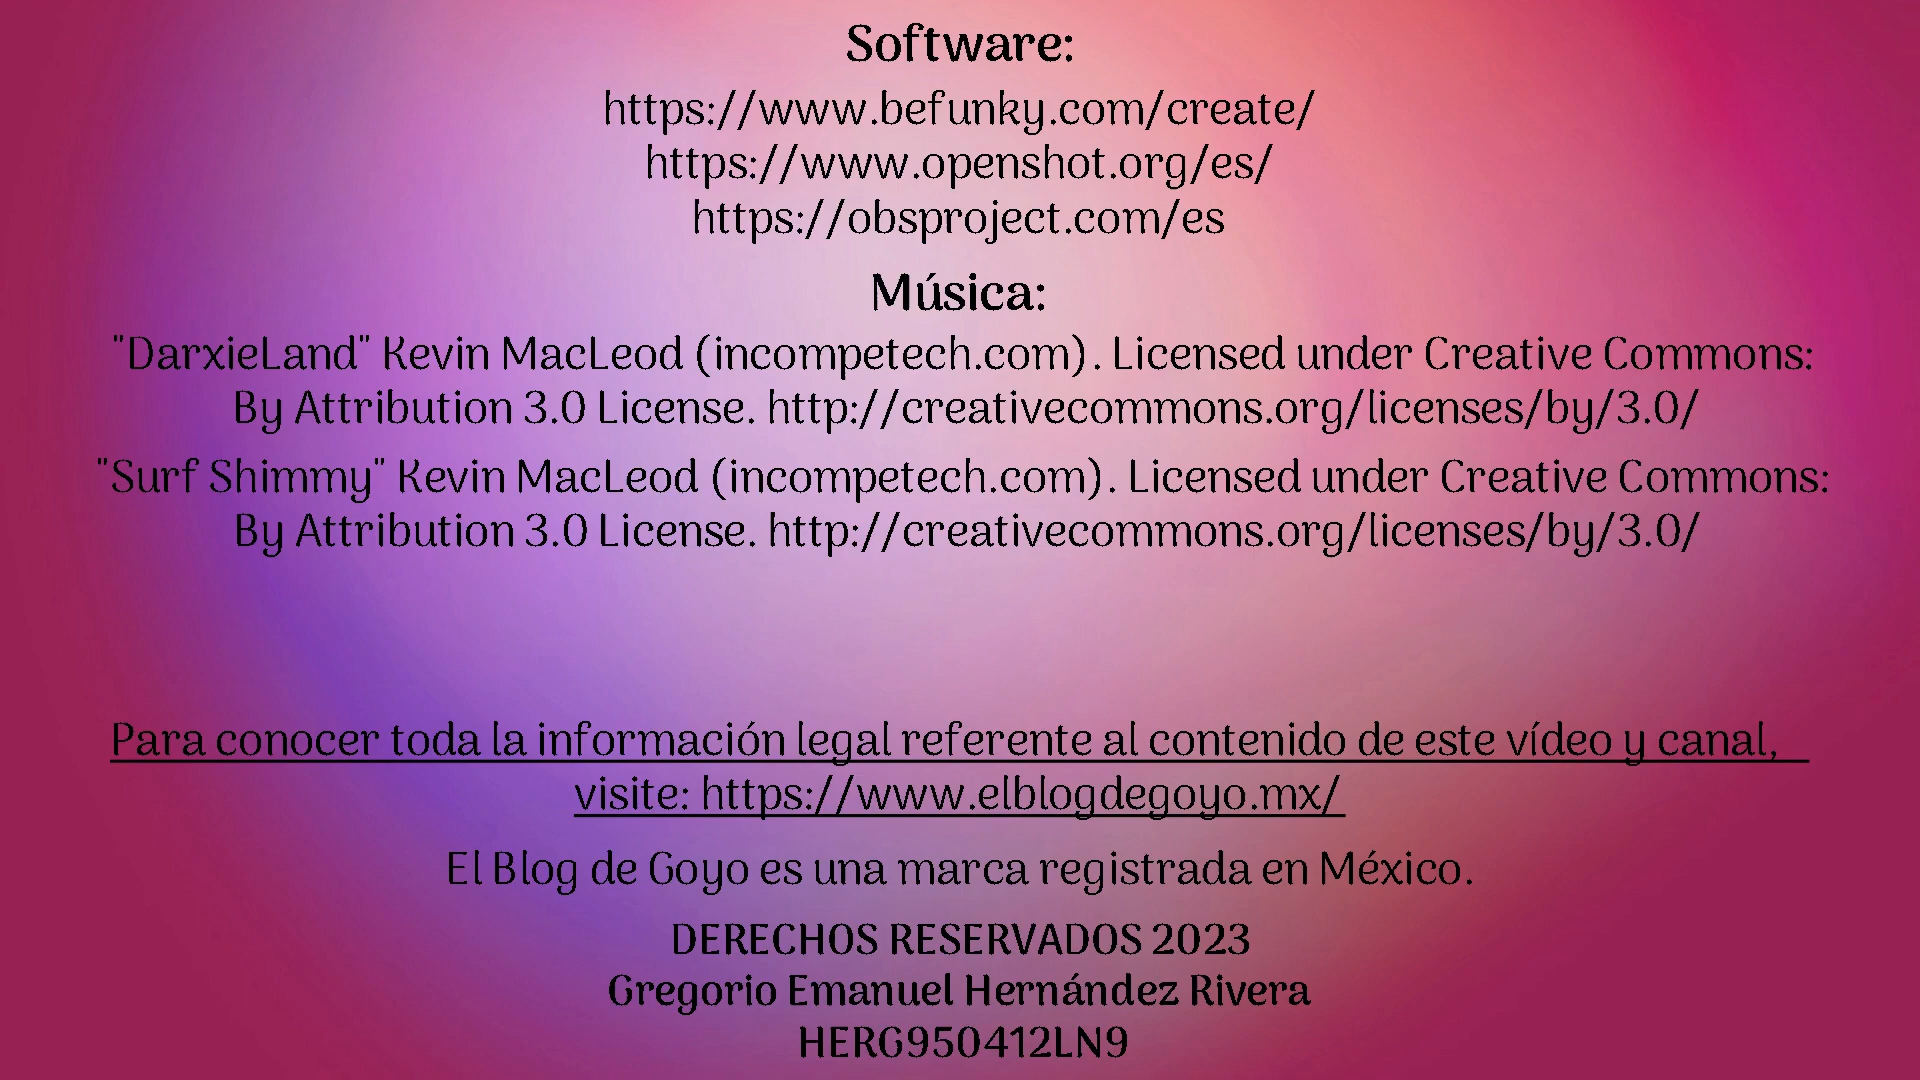 Software:
https://www.befunky.com/create/
https://www.openshot.org/es/
https://obsproject.com/es
Música:
"DarxieLand" Kevin MacLeod (incompetech.com). Licensed under Creative Commons:
By Attribution 3.0 License. http://creativecommons.org/licenses/by/3.0/
"Surf Shimmy" Kevin MacLeod (incompetech.com). Licensed under Creative Commons:
By Attribution 3.0 License. http://creativecommons.org/licenses/by/3.0/
Para conocer toda la información legal referente al contenido de este vídeo y canal,
visite: https://www.elblogdegoyo.mx/
El Blog de Goyo es una marca registrada en México.
DERECHOS RESERVADOS 2023
Gregorio Emanuel Hernández Rivera
HERG950412LN9